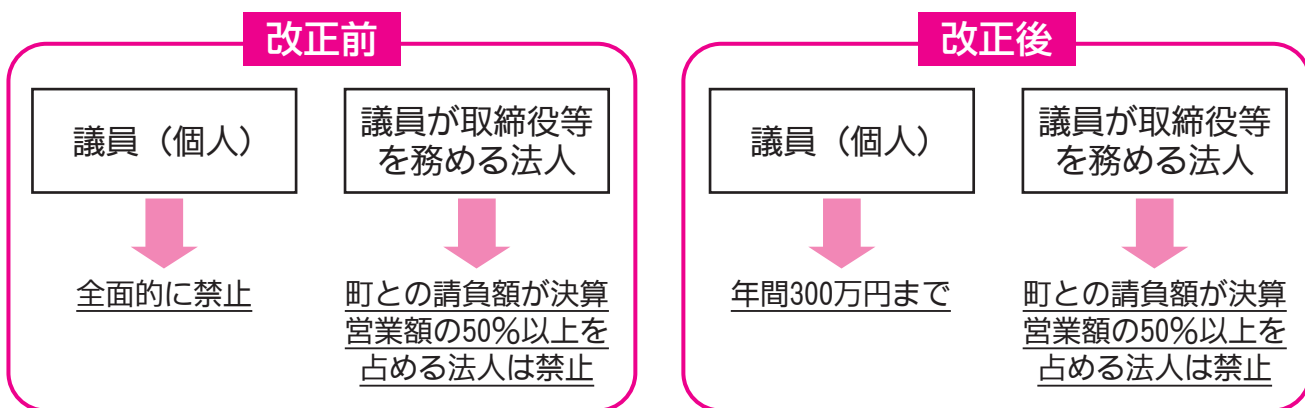 改正前
議員（個人）
全面的に禁止
議員が取締役等
を務める法人
町との請負額が決算
営業額の50％以上を
占める法人は禁止
改正後
議員（個人）
年間300万円まで
議員が取締役等
を務める法人
町との請負額が決算
営業額の50％以上を
占める法人は禁止